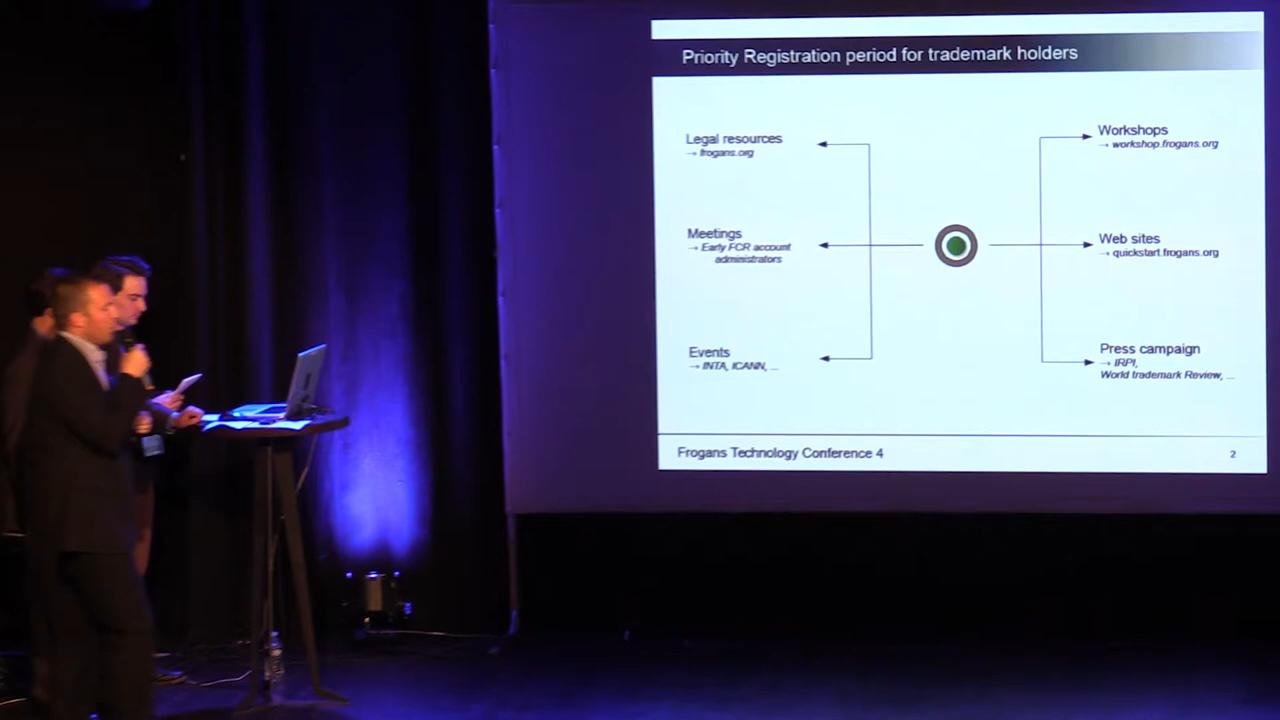 Priority Registration period for trademark holders
Legal resources
→ frogans.org
Meetings
→ Early FCR account
administrators
Events
→ INTA, ICANN, ...
Workshops
→ workshop.frogans.org
Web sites
→ quickstart.frogans.org
Press campaign
→ IRPI,
World trademark Review, ...
Frogans Technology Conference 4
2